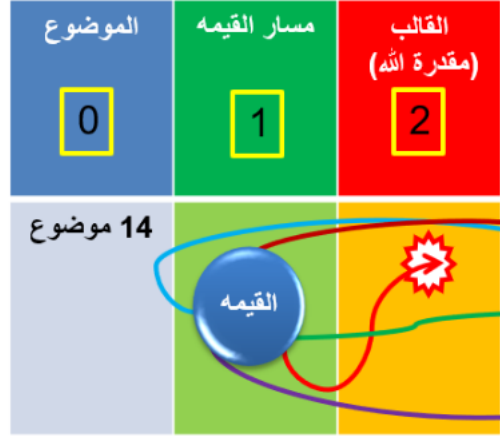 القالب
(مقدرة الله)
2
مسار القيمه
1
الموضوع
0
14 موضوع
القيمه